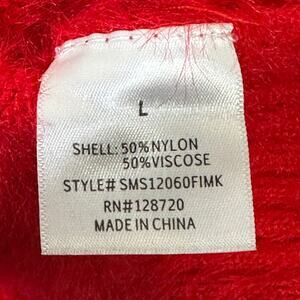 L
SHELL: 50%NYLON
50%VISCOSE
STYLE# SMS12060FIMK
RN#128720
MADE IN CHINA